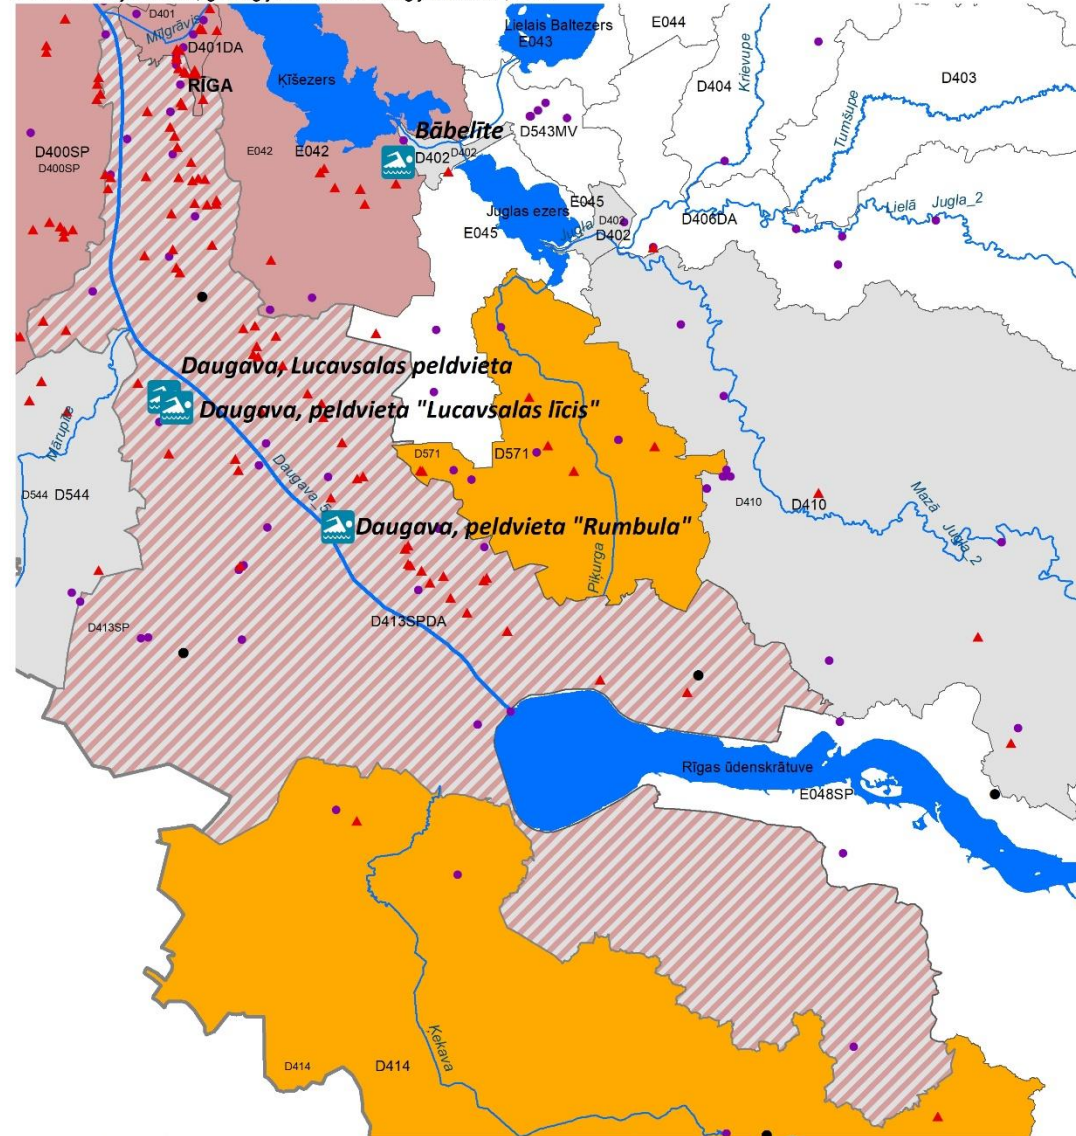 D401
Mīlgrāvis
D401DA
RĪGA
Ķīšezers
Lielais Baltezers
E043
E044
Krievupe
D404
D403
Tumšupe
D400SP
D400SP
E042
E042
Bābelīte
D402
D402
D543MV
Juglas ezers
E045
E045
Jugla
D402
D402
D406DA
Lielā Jugla_2
Daugava, Lucavsalas peldvieta
Daugava, peldvieta "Lucavsalas līcis"
Mārupīte
D544
D544
D571
D571
Daugava_5
Daugava, peldvieta "Rumbula"
Piķurga
D410
D410
Mazā Jugla_2
D413SP
D413SPDA
Rīgas ūdenskrātuve
E048SP
Ķekava
D414
D414